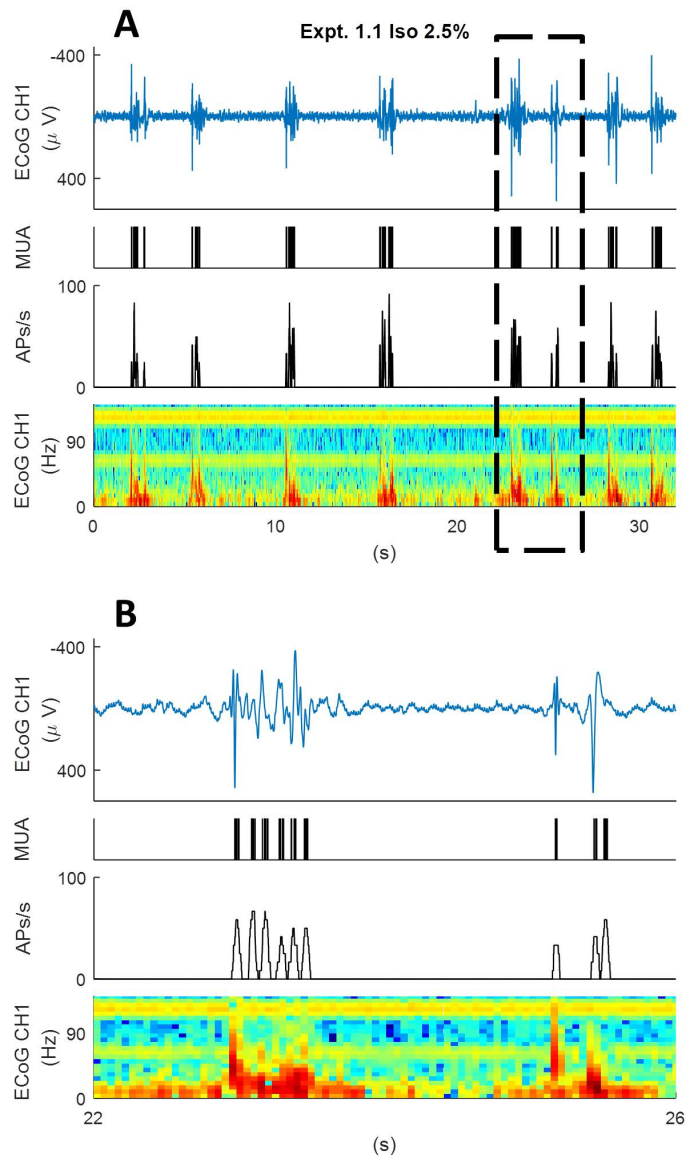 A
Expt. 1.1 Iso 2.5%
ECoG CH1
(μ V)
-400
400
MUA
APs/s
100
0
ECoG CH1
(Hz)
90
0
0 10 20 30
(s)
B
ECoG CH1
(μ V)
-400
400
MUA
APs/s
100
0
ECoG CH1
(Hz)
90
0
22 26
(s)